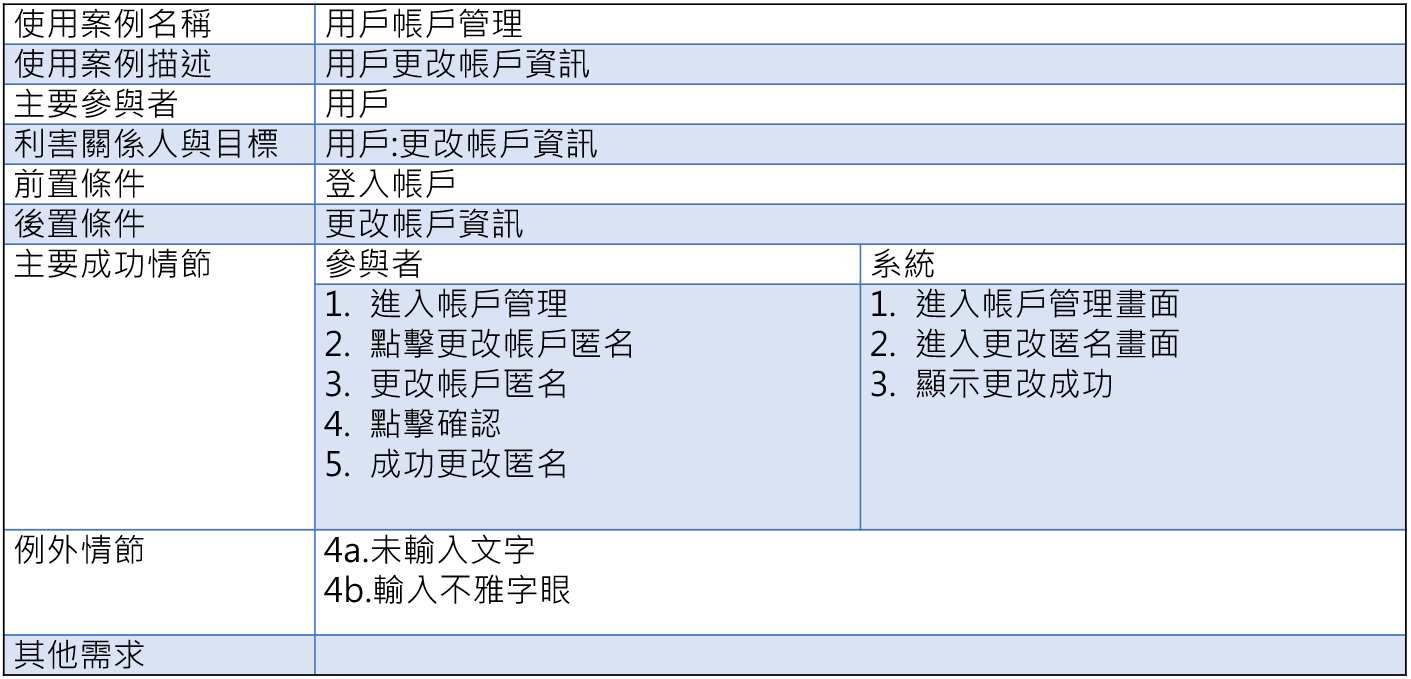 使用案例名稱 用戶帳戶管理
使用案例描述 用戶更改帳戶資訊
主要參與者 用戶
利害關係人與目標 用戶:更改帳戶資訊
前置條件 登入帳戶
後置條件 更改帳戶資訊
主要成功情節 參與者 系統
1. 進入帳戶管理 1. 進入帳戶管理畫面
2. 點擊更改帳戶匿名 2. 進入更改匿名畫面
3. 更改帳戶匿名 3. 顯示更改成功
4. 點擊確認
5. 成功更改匿名
例外情節 4a.未輸入文字
4b.輸入不雅字眼
其他需求